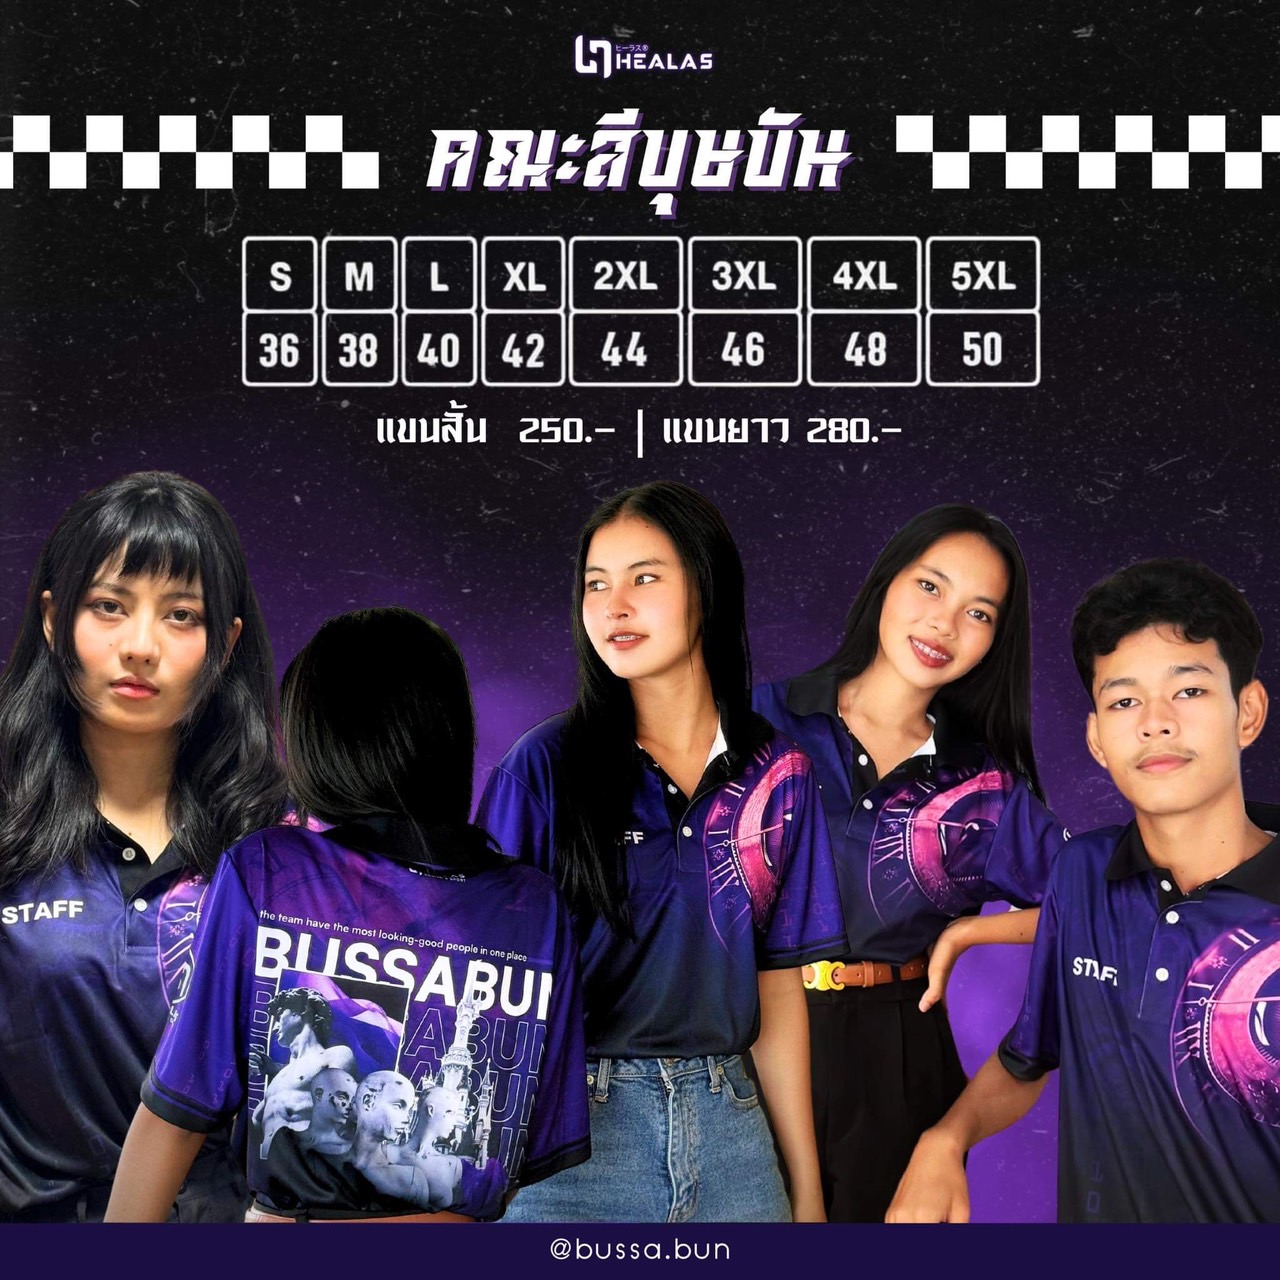 ヒーラス®
HEALAS
คณะสีบุษบัน
S M L XL 2XL 3XL 4XL 5XL
36 38 40 42 44 46 48 50
แขนสั้น 250.- | แขนยาว 280.-
STAFF
the team have the most looking-good people in one place
BUSSABUN
STAFF
@bussa.bun